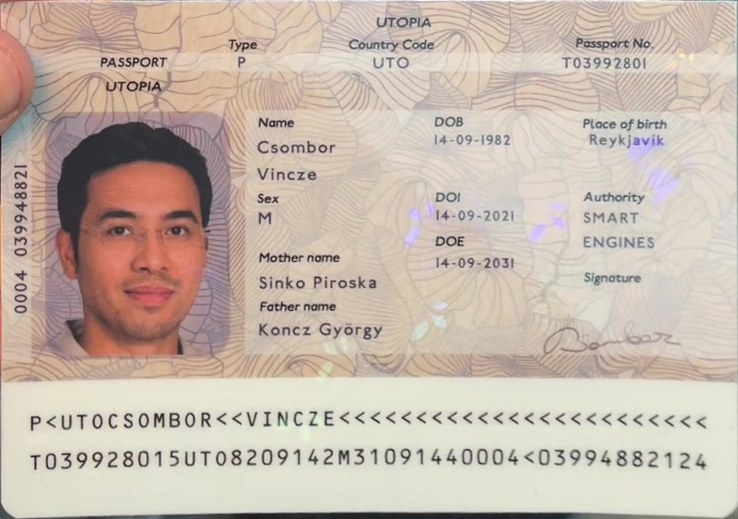 UTOPIA
Type Country Code Passport No.
PASSPORT P UTO T03992801
UTOPIA
Name DOB Place of birth
Csombor 14-09-1982 Reykjavík
Vincze
Sex DOI Authority
M 14-09-2021 SMART
DOE ENGINES
Mother name 14-09-2031
Sinko Piroska Signature
Father name
Koncz György
Bombor
0004 039948821
P<UTOCSOMBOR<<VINCZE<<<<<<<<<<<<<<<<<<<<<<<<
T039928015UTO8209142M31091440004<03994882124